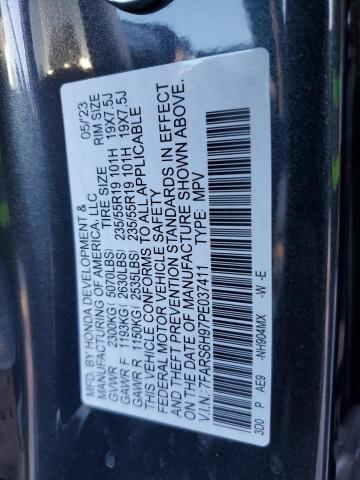 MFD. BY HONDA DEVELOPMENT & 05/23
MANUFACTURING OF AMERICA, LLC
TIRE SIZE RIM SIZE
GVWR 2300KG( 5070LBS)
GAWR F 1193KG( 2630LBS) 235/55R19 101H 19X7.5J
GAWR R 1150KG( 2535LBS) 235/55R19 101H 19X7.5J
THIS VEHICLE CONFORMS TO ALL APPLICABLE
FEDERAL MOTOR VEHICLE SAFETY
AND THEFT PREVENTION STANDARDS IN EFFECT
ON THE DATE OF MANUFACTURE SHOWN ABOVE.
V.I.N: 7FARS6H97PE037411 TYPE: MPV
3D0 P AE9 -NH904MX -W -E